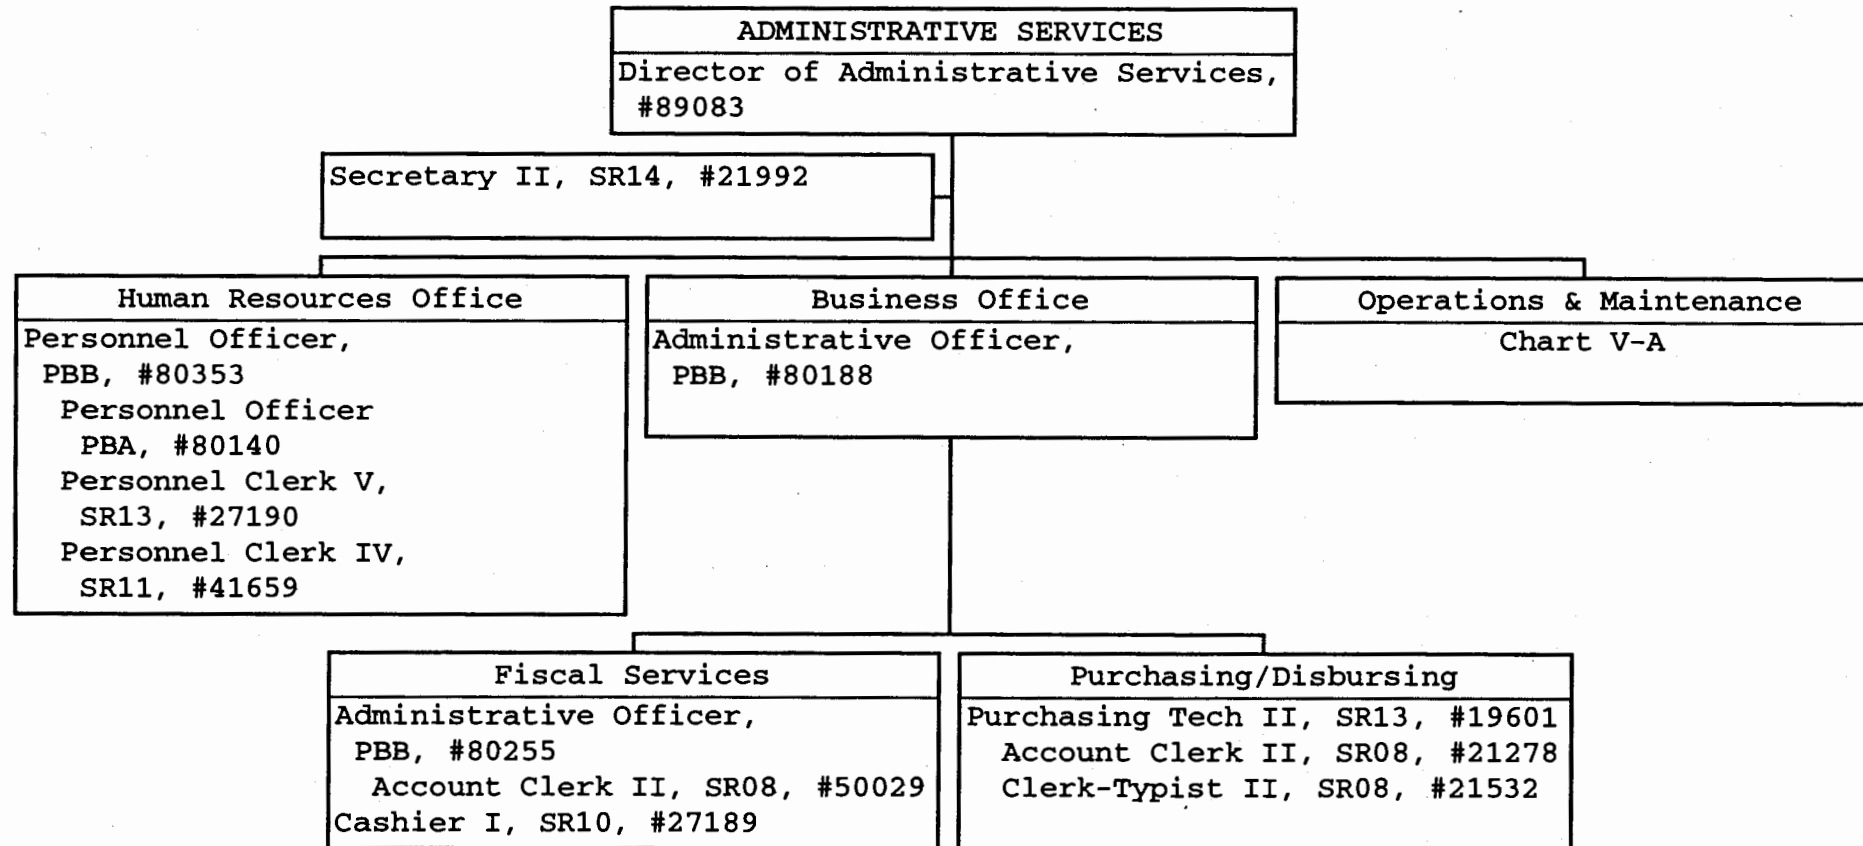 ADMINISTRATIVE SERVICES
Director of Administrative Services,
#89083
Secretary II, SR14, #21992
Human Resources Office
Personnel Officer,
PBB, #80353
Personnel Officer
PBA, #80140
Personnel Clerk V,
SR13, #27190
Personnel Clerk IV,
SR11, #41659
Business Office
Administrative Officer,
PBB, #80188
Operations & Maintenance
Chart V-A
Fiscal Services
Administrative Officer,
PBB, #80255
Account Clerk II, SR08, #50029
Cashier I, SR10, #27189
Purchasing/Disbursing
Purchasing Tech II, SR13, #19601
Account Clerk II, SR08, #21278
Clerk-Typist II, SR08, #21532